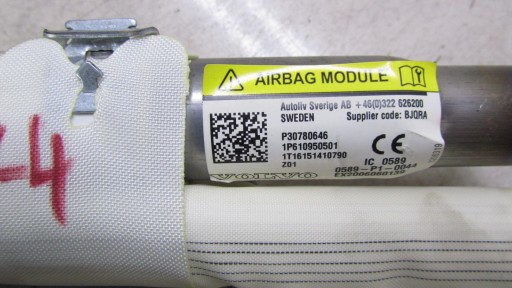 AIRBAG MODULE
Autoliv Sverige AB +46(0)322 626200
SWEDEN Supplier code: BJQRA
P30780646
1P610950501
1T16151410790
Z01
CE
IC 0589
0589-P1-0044
VOLVO
-4